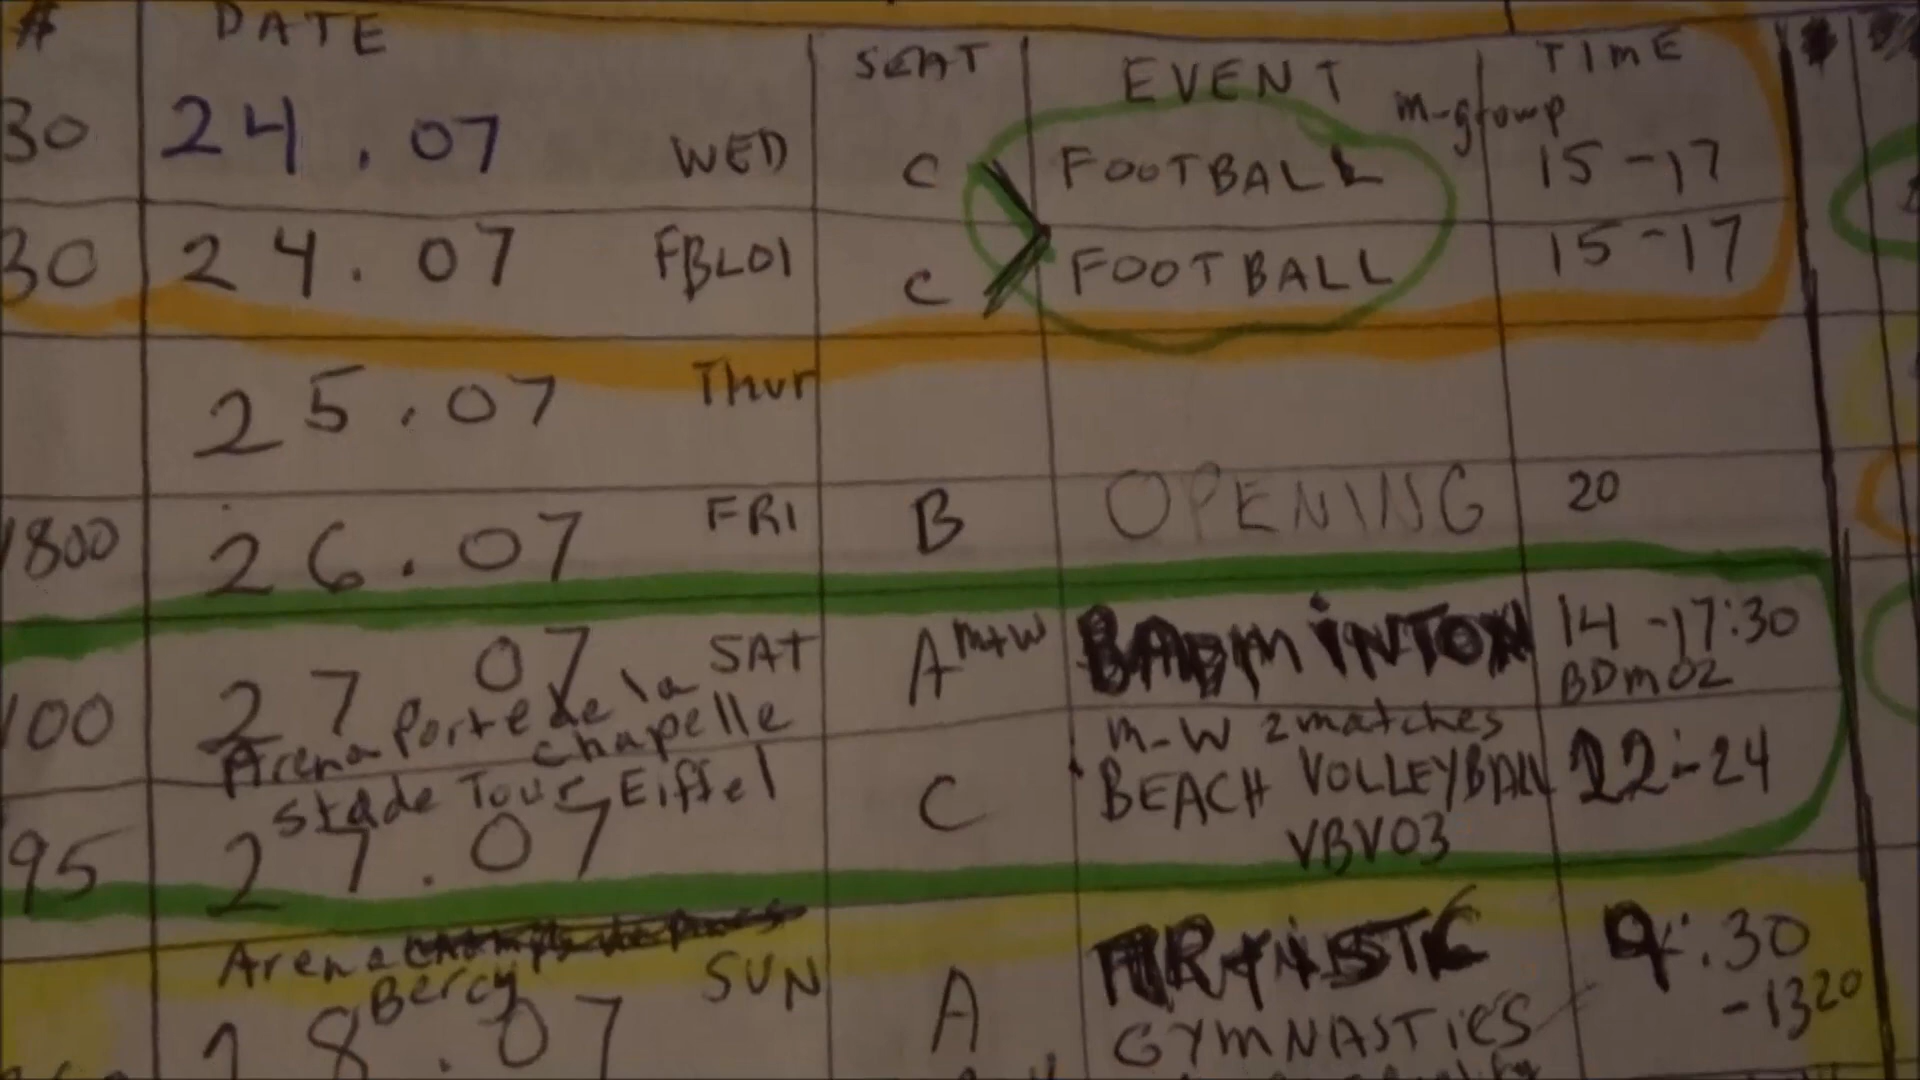 # DATE SEAT EVENT TIME
m-group
30 24.07 WED C FOOTBALL 15-17
30 24.07 FBL01 C FOOTBALL 15-17
25.07 Thur
1800 26.07 FRI B OPENING 20
100 27 07 SAT A M+W BADMINTON 14-17:30
BDM02
Arena Porte de la
chapelle
m-W 2 matches
Stade Tour Eiffel
95 27.07 C BEACH VOLLEYBALL 22-24
VBV03
Arena
Bercy
28.07 SUN A ARTISTIC
GYMNASTICS
9:30
-1320